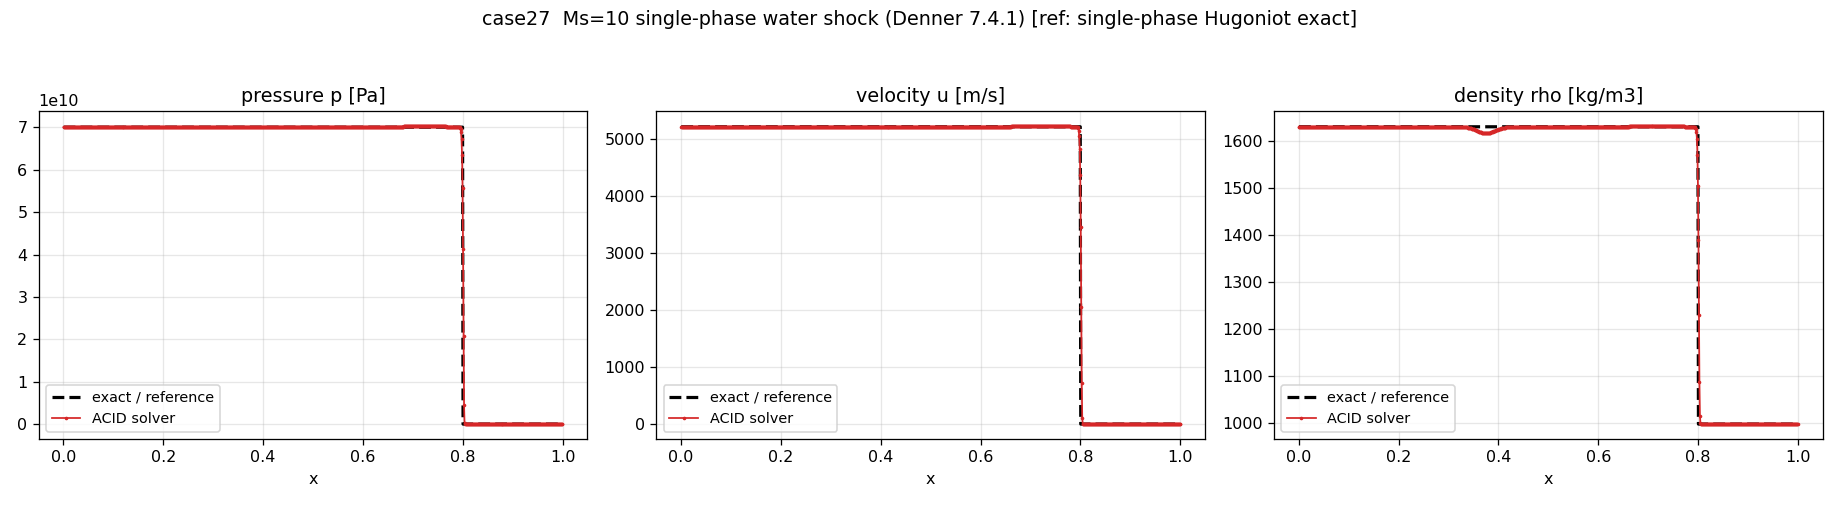 case27  Ms=10 single-phase water shock (Denner 7.4.1) [ref: single-phase Hugoniot exact]
pressure p [Pa]
1e10
7
6
5
4
3
2
1
0
0.0 0.2 0.4 0.6 0.8 1.0
x
exact / reference
ACID solver
velocity u [m/s]
5000
4000
3000
2000
1000
0
0.0 0.2 0.4 0.6 0.8 1.0
x
exact / reference
ACID solver
density rho [kg/m3]
1600
1500
1400
1300
1200
1100
1000
0.0 0.2 0.4 0.6 0.8 1.0
x
exact / reference
ACID solver